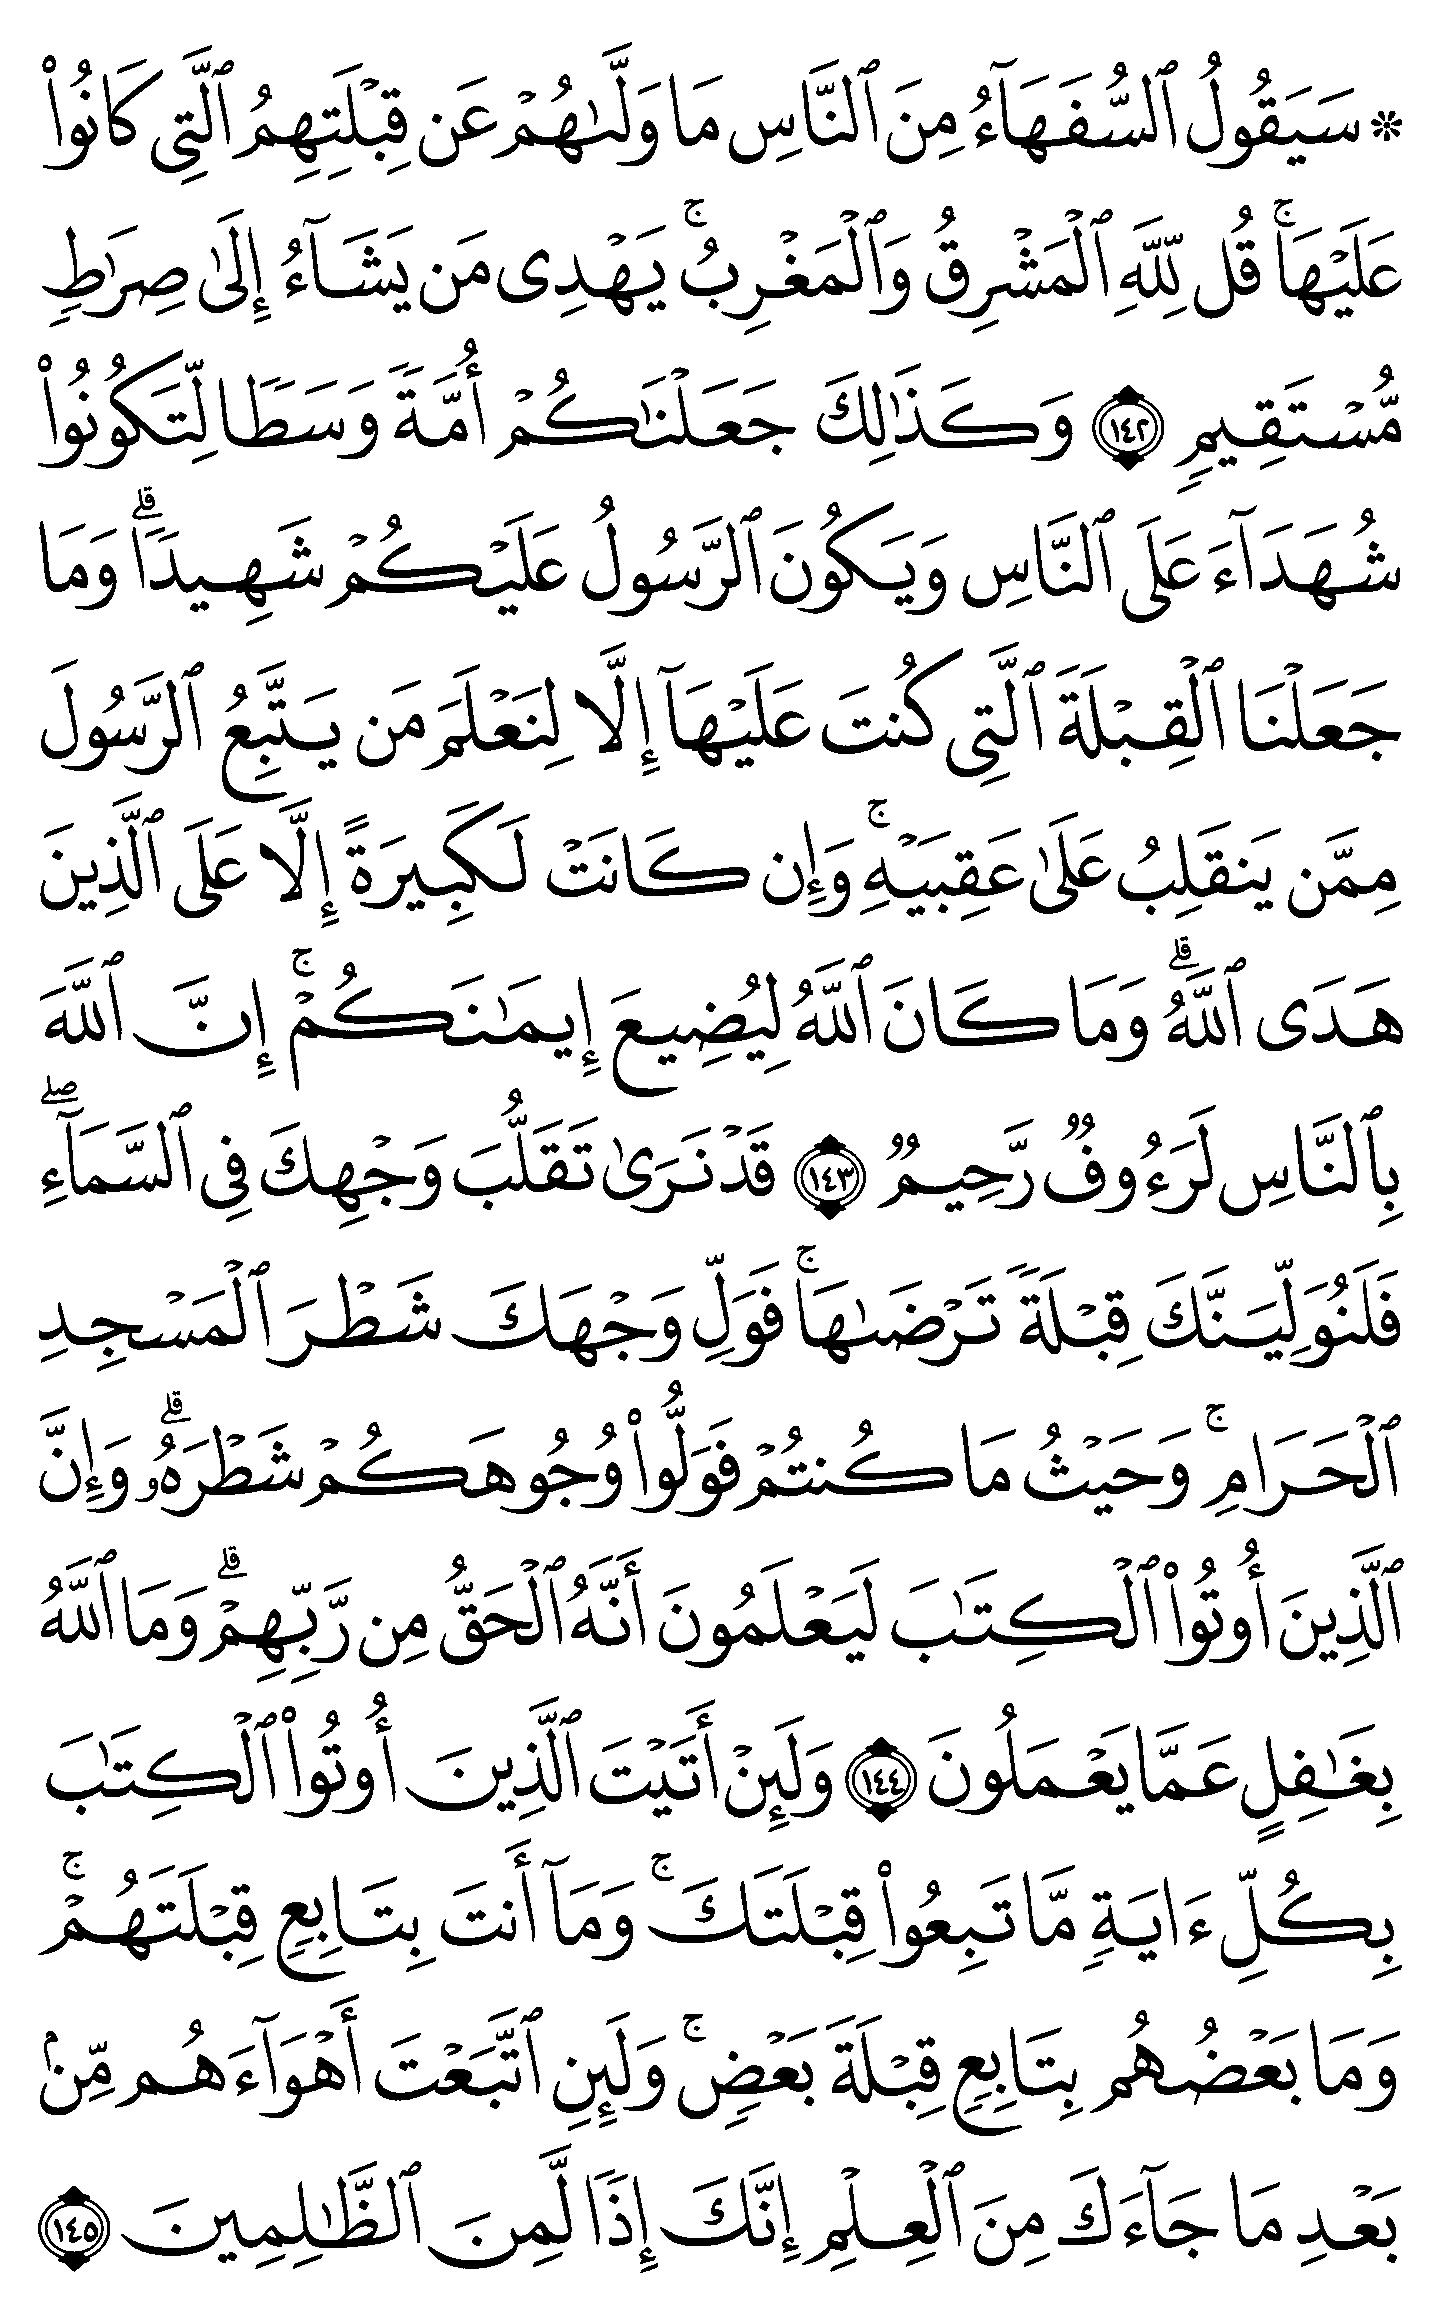 ۞ سَيَقُولُ ٱلسُّفَهَآءُ مِنَ ٱلنَّاسِ مَا وَلَّىٰهُمْ عَن قِبْلَتِهِمُ ٱلَّتِى كَانُوا۟
عَلَيْهَا ۚ قُل لِّلَّهِ ٱلْمَشْرِقُ وَٱلْمَغْرِبُ ۚ يَهْدِى مَن يَشَآءُ إِلَىٰ صِرَٰطٍ
مُّسْتَقِيمٍ ١٤٢ وَكَذَٰلِكَ جَعَلْنَـٰكُمْ أُمَّةً وَسَطًا لِّتَكُونُوا۟
شُهَدَآءَ عَلَى ٱلنَّاسِ وَيَكُونَ ٱلرَّسُولُ عَلَيْكُمْ شَهِيدًا ۗ وَمَا
جَعَلْنَا ٱلْقِبْلَةَ ٱلَّتِى كُنتَ عَلَيْهَآ إِلَّا لِنَعْلَمَ مَن يَتَّبِعُ ٱلرَّسُولَ
مِمَّن يَنقَلِبُ عَلَىٰ عَقِبَيْهِ ۚ وَإِن كَانَتْ لَكَبِيرَةً إِلَّا عَلَى ٱلَّذِينَ
هَدَى ٱللَّهُ ۗ وَمَا كَانَ ٱللَّهُ لِيُضِيعَ إِيمَـٰنَكُمْ ۚ إِنَّ ٱللَّهَ
بِٱلنَّاسِ لَرَءُوفٌ رَّحِيمٌ ١٤٣ قَدْ نَرَىٰ تَقَلُّبَ وَجْهِكَ فِى ٱلسَّمَآءِ ۖ
فَلَنُوَلِّيَنَّكَ قِبْلَةً تَرْضَىٰهَا ۚ فَوَلِّ وَجْهَكَ شَطْرَ ٱلْمَسْجِدِ
ٱلْحَرَامِ ۚ وَحَيْثُ مَا كُنتُمْ فَوَلُّوا۟ وُجُوهَكُمْ شَطْرَهُۥ ۗ وَإِنَّ
ٱلَّذِينَ أُوتُوا۟ ٱلْكِتَـٰبَ لَيَعْلَمُونَ أَنَّهُ ٱلْحَقُّ مِن رَّبِّهِمْ ۗ وَمَا ٱللَّهُ
بِغَـٰفِلٍ عَمَّا يَعْمَلُونَ ١٤٤ وَلَئِنْ أَتَيْتَ ٱلَّذِينَ أُوتُوا۟ ٱلْكِتَـٰبَ
بِكُلِّ ءَايَةٍ مَّا تَبِعُوا۟ قِبْلَتَكَ ۚ وَمَآ أَنتَ بِتَابِعٍ قِبْلَتَهُمْ ۚ
وَمَا بَعْضُهُم بِتَابِعٍ قِبْلَةَ بَعْضٍ ۚ وَلَئِنِ ٱتَّبَعْتَ أَهْوَآءَهُم مِّنۢ
بَعْدِ مَا جَآءَكَ مِنَ ٱلْعِلْمِ إِنَّكَ إِذًا لَّمِنَ ٱلظَّـٰلِمِينَ ١٤٥